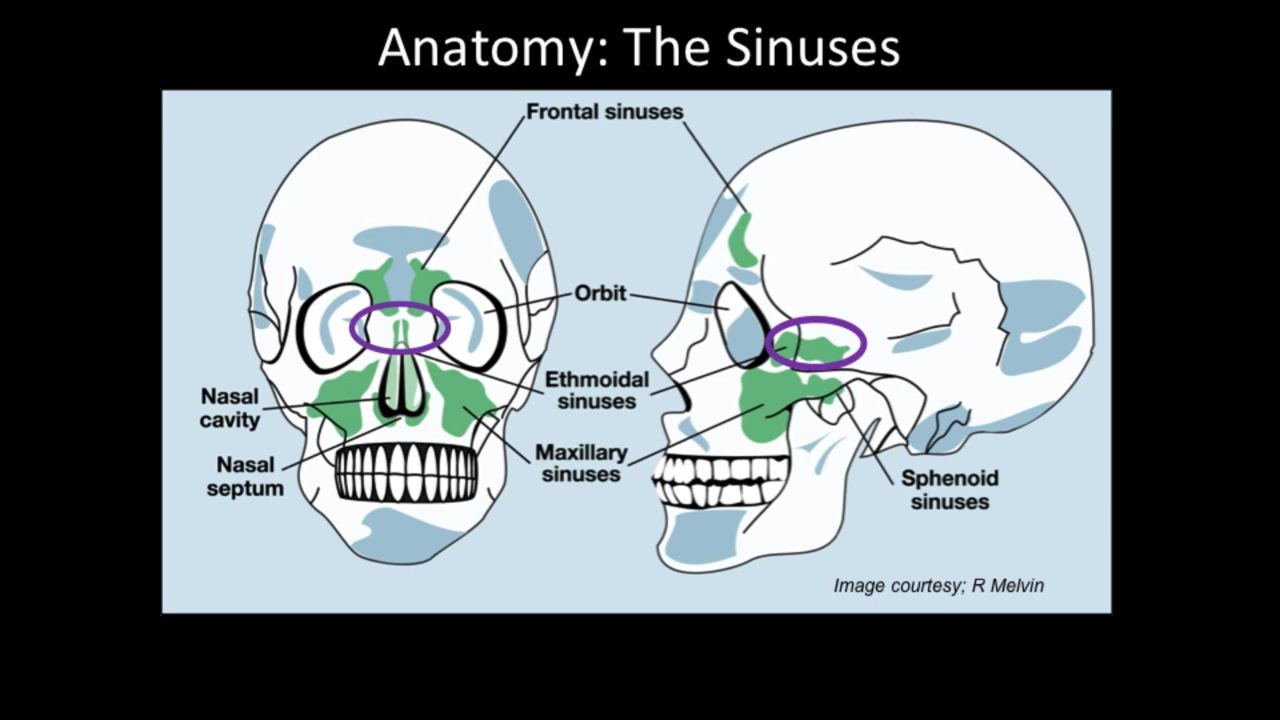 Anatomy: The Sinuses
Frontal sinuses
Orbit
Ethmoidal
sinuses
Nasal
cavity
Maxillary
sinuses
Nasal
septum
Sphenoid
sinuses
Image courtesy; R Melvin